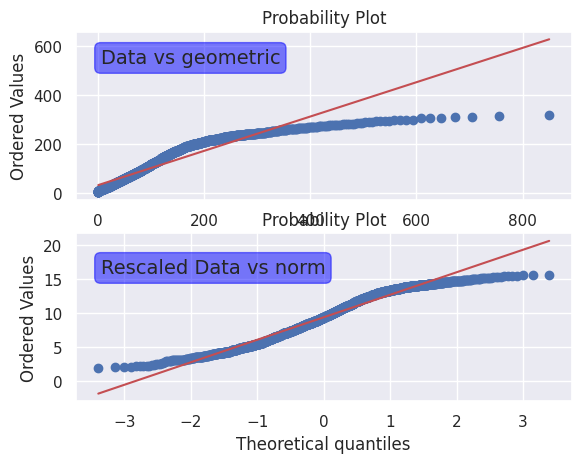 Probability Plot
Data vs geometric
Ordered Values
600
400
200
0
0 200 400 600 800
Probability Plot
Rescaled Data vs norm
Ordered Values
20
15
10
5
0
−3 −2 −1 0 1 2 3
Theoretical quantiles